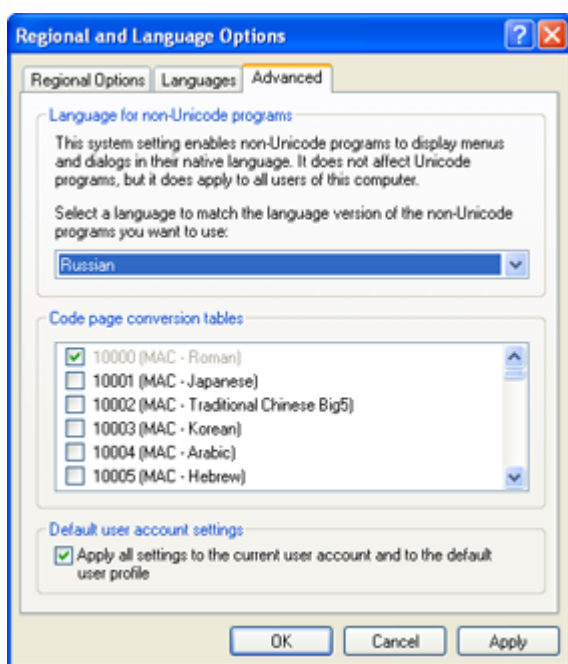 Regional and Language Options
Regional Options Languages Advanced
Language for non-Unicode programs
This system setting enables non-Unicode programs to display menus
and dialogs in their native language. It does not affect Unicode
programs, but it does apply to all users of this computer.
Select a language to match the language version of the non-Unicode
programs you want to use:
Russian
Code page conversion tables
10000 (MAC - Roman)
10001 (MAC - Japanese)
10002 (MAC - Traditional Chinese Big5)
10003 (MAC - Korean)
10004 (MAC - Arabic)
10005 (MAC - Hebrew)
Default user account settings
Apply all settings to the current user account and to the default
user profile
OK Cancel Apply